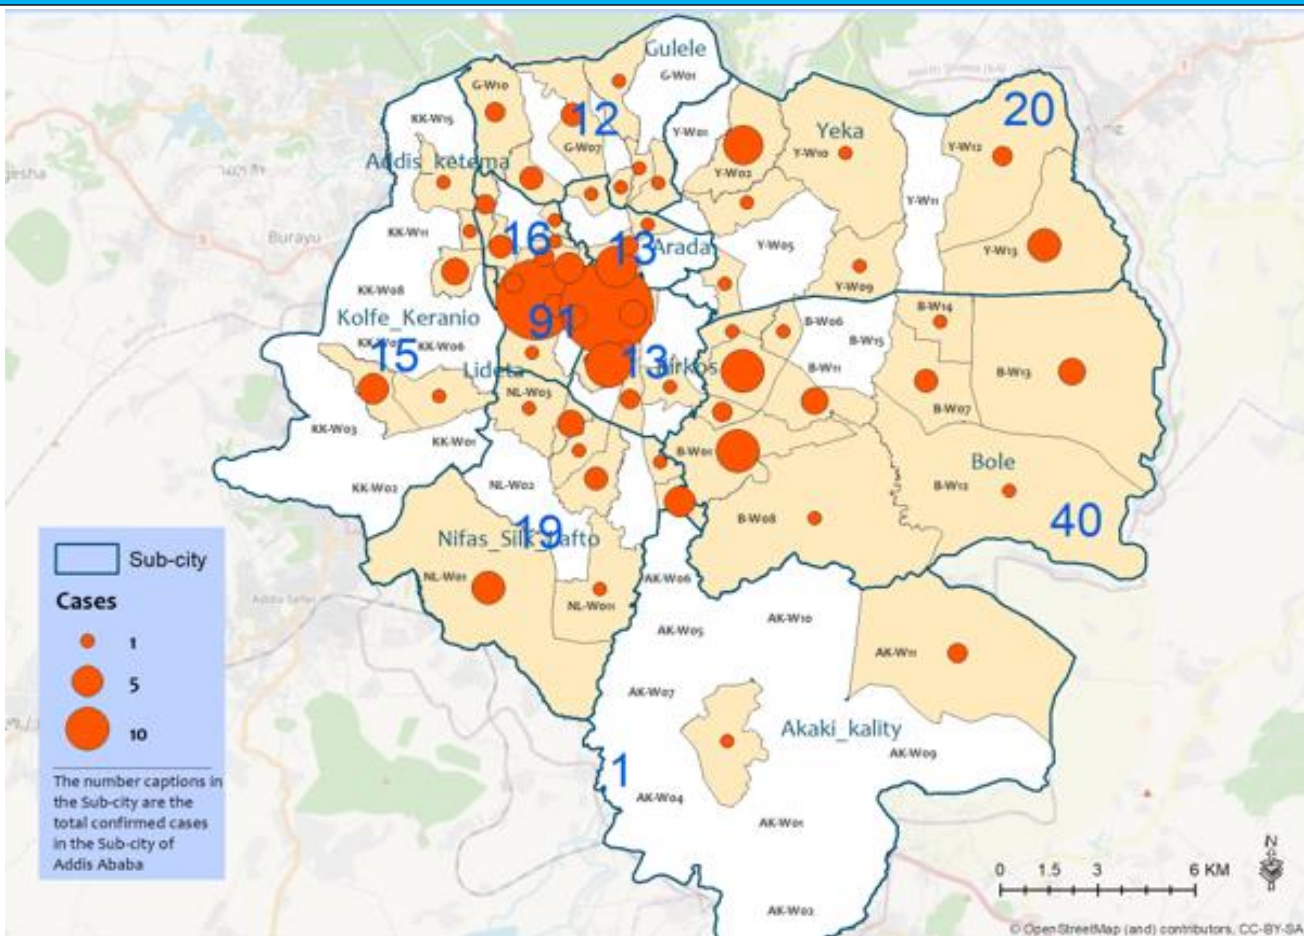 Gulele
G-W01
G-W10
20
KK-W15
12
Y-W01
Yeka
G-W07
Y-W10
Y-W12
Addis_ketema
Y-W02
Y-W11
KK-W11
Burayu
16
13
Arada
Y-W05
Y-W13
KK-W08
Y-W09
Kolfe_Keranio
91
B-W14
B-W06
B-W15
KK-W06
15
13
Lideta
B-W11
B-W13
NL-W03
B-W07
KK-W03
KK-W01
B-W01
Bole
KK-W02
NL-W02
B-W12
19
B-W08
40
Nifas_Silk_Lafto
Sub-city
Cases
1
5
10
The number captions in
the Sub-city are the
total confirmed cases
in the Sub-city of
Addis Ababa
NL-W01
NL-W011
AK-W06
AK-W05
AK-W10
AK-W11
AK-W07
Akaki_kality
AK-W09
1
AK-W04
AK-W01
AK-W02
N
0 1.5 3 6 KM
© OpenStreetMap (and) contributors, CC-BY-SA